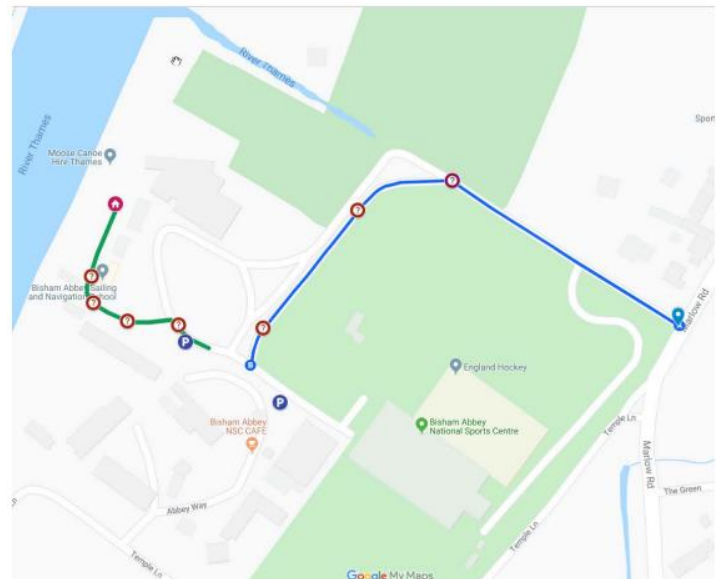 River Thames
River Thames
Spor
Moose Canoe
Hire Thames
?
?
?
Bisham Abbey Sailing
and Navigation School
?
?
?
?
P
B
A
Marlow Rd
England Hockey
P
Bisham Abbey
NSC CAFE
Bisham Abbey
National Sports Centre
Temple Ln
Marlow Rd
The Green
Abbey Way
Ln
Temple Ln
Temple Ln
Google My Maps